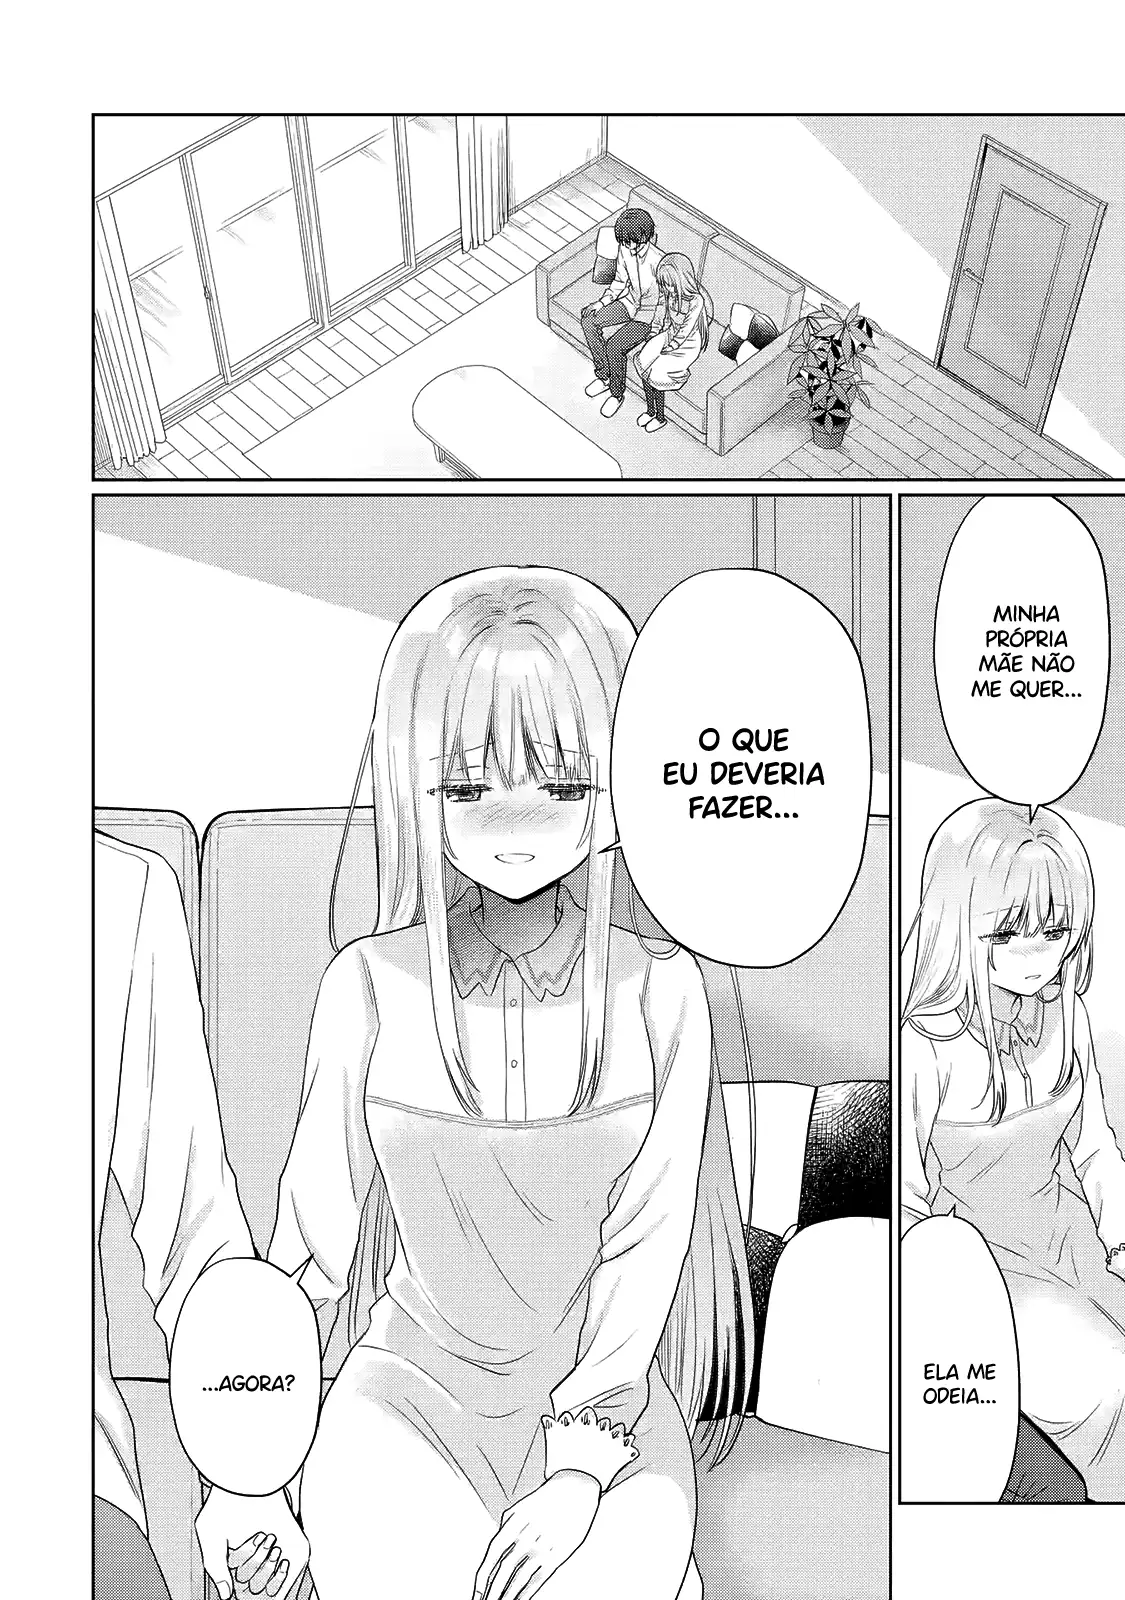 MINHA
PRÓPRIA
MÃE NÃO
ME QUER...
ELA ME
ODEIA...
O QUE
EU DEVERIA
FAZER...
...AGORA?